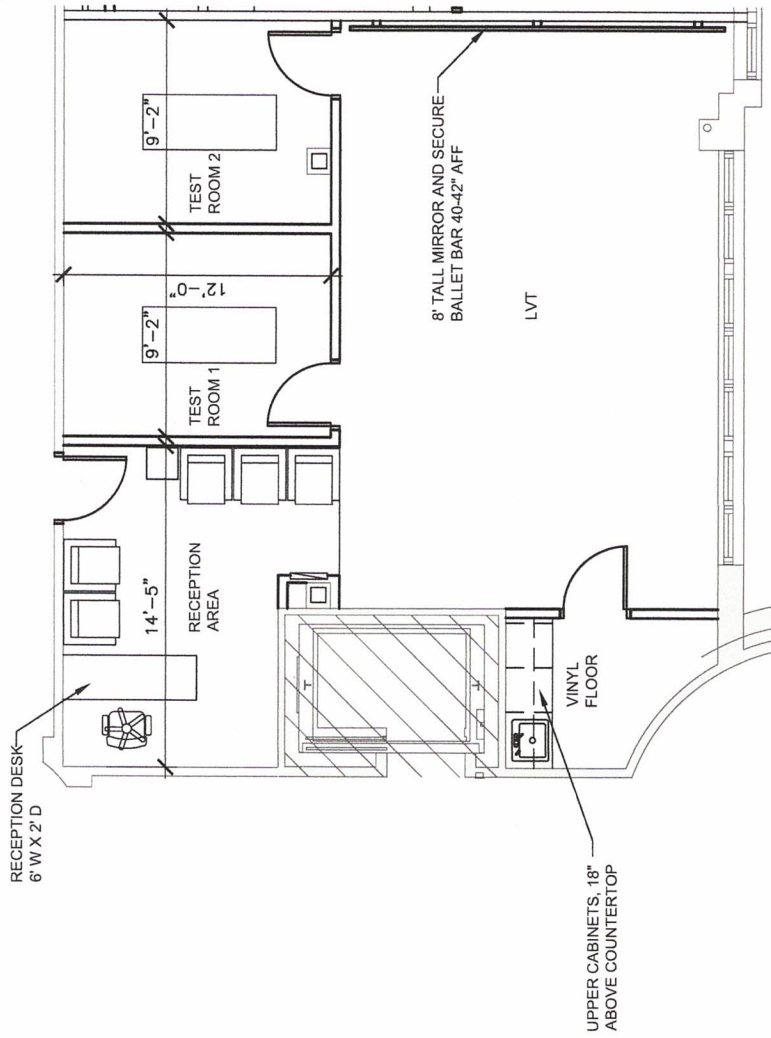 RECEPTION DESK
6' W X 2' D
14'-5"
RECEPTION
AREA
9'-2"
TEST
ROOM 1
12'-0"
9'-2"
TEST
ROOM 2
8' TALL MIRROR AND SECURE
BALLET BAR 40-42" AFF
LVT
VINYL
FLOOR
UPPER CABINETS, 18"
ABOVE COUNTERTOP